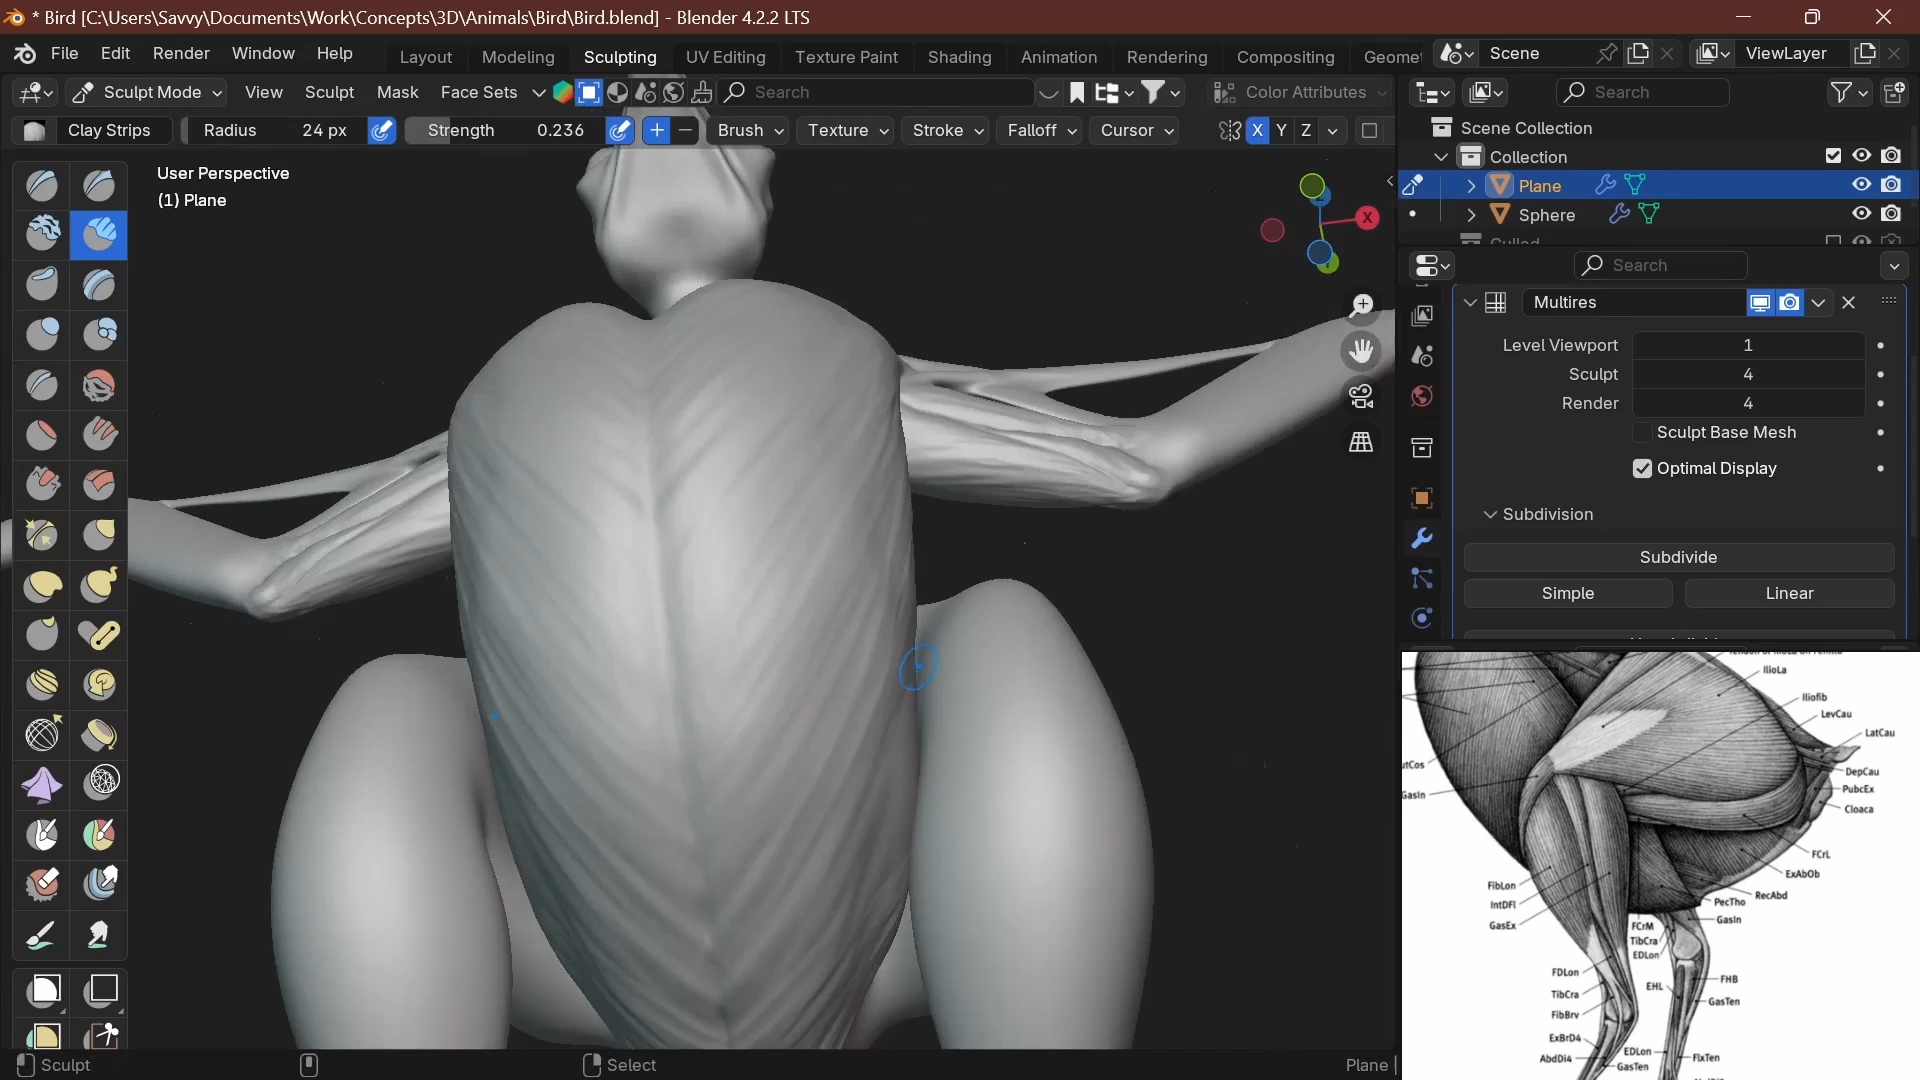 * Bird [C:\Users\Savvy\Documents\Work\Concepts\3D\Animals\Bird\Bird.blend] - Blender 4.2.2 LTS
File Edit Render Window Help Layout Modeling Sculpting UV Editing Texture Paint Shading Animation Rendering Compositing Geomet Scene ViewLayer
Sculpt Mode View Sculpt Mask Face Sets Search Color Attributes Search
Clay Strips Radius 24 px Strength 0.236 Brush Texture Stroke Falloff Cursor X Y Z
Scene Collection
Collection
Plane
Sphere
User Perspective
(1) Plane
X
Search
Multires
Level Viewport 1
Sculpt 4
Render 4
Sculpt Base Mesh
Optimal Display
Subdivision
Subdivide
Simple Linear
IlioLa
Iliofib
LevCau
LatCau
utCos
DepCau
GasIn
PubcEx
Cloaca
FCrL
ExAbOb
FibLon
RecAbd
IntDFl
PecTho
GasEx
GasIn
FCrM
TibCra
EDLon
FDLon
FHB
EHL
TibCra
GasTen
FibBrv
ExBrD4
EDLon
FlxTen
AbdDi4
GasTen
Sculpt Select Plane